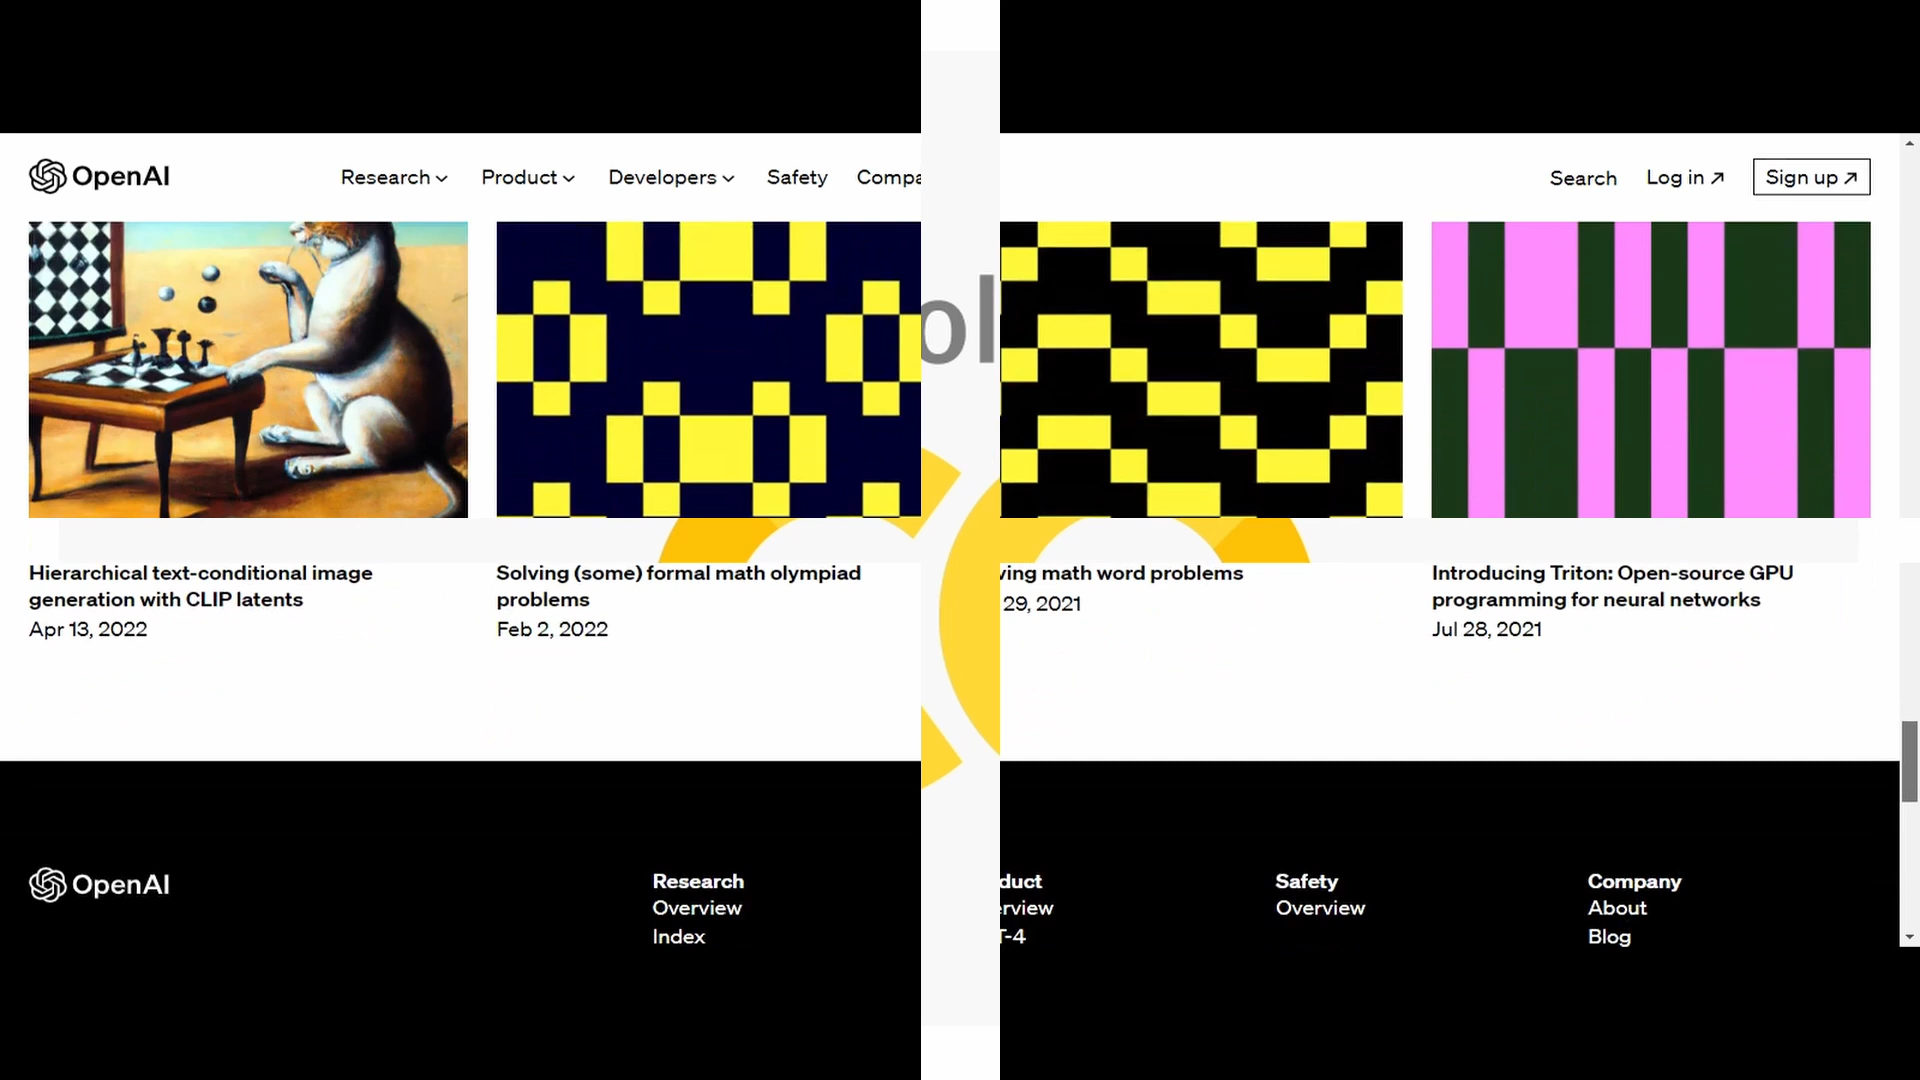 OpenAI
Research
Product
Developers
Safety
Compa
Search
Log in
Sign up
ol
Hierarchical text-conditional image
generation with CLIP latents
Apr 13, 2022
Solving (some) formal math olympiad
problems
Feb 2, 2022
ving math word problems
29, 2021
Introducing Triton: Open-source GPU
programming for neural networks
Jul 28, 2021
OpenAI
Research
Overview
Index
duct
rview
T-4
Safety
Overview
Company
About
Blog